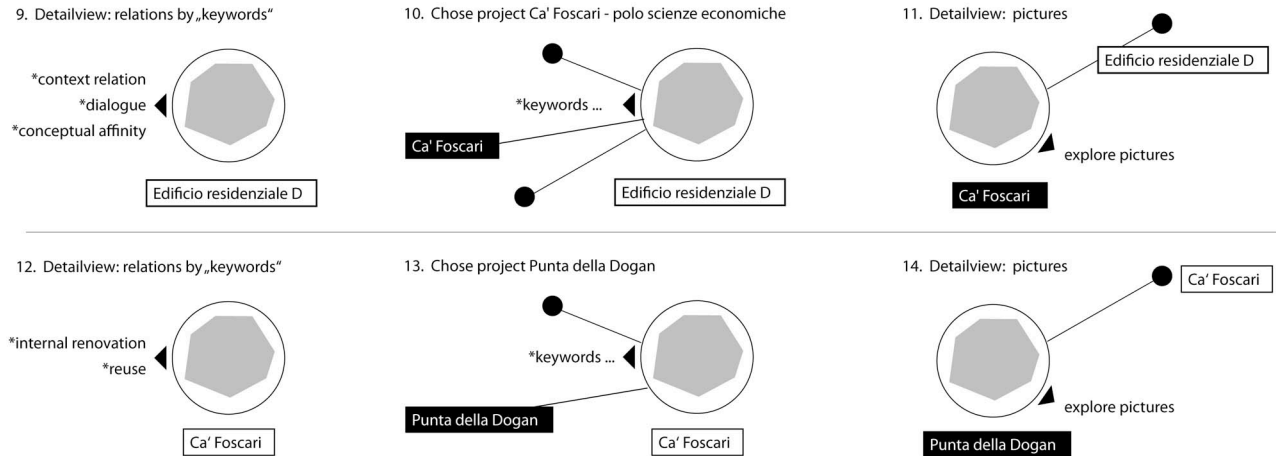 9. Detailview: relations by „keywords“
*context relation
*dialogue
*conceptual affinity
Edificio residenziale D
10. Chose project Ca' Foscari - polo scienze economiche
*keywords ...
Ca' Foscari
Edificio residenziale D
11. Detailview: pictures
Edificio residenziale D
explore pictures
Ca' Foscari
12. Detailview: relations by „keywords“
*internal renovation
*reuse
Ca‘ Foscari
13. Chose project Punta della Dogan
*keywords ...
Punta della Dogan
Ca‘ Foscari
14. Detailview: pictures
Ca‘ Foscari
explore pictures
Punta della Dogan